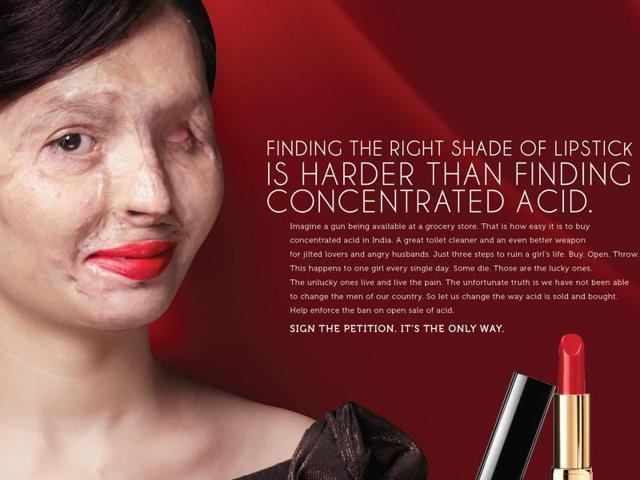 FINDING THE RIGHT SHADE OF LIPSTICK
IS HARDER THAN FINDING
CONCENTRATED ACID.
Imagine a gun being available at a grocery store. That is how easy it is to buy
concentrated acid in India. A great toilet cleaner and an even better weapon
for jilted lovers and angry husbands. Just three steps to ruin a girl's life. Buy. Open. Throw.
This happens to one girl every single day. Some die. Those are the lucky ones.
The unlucky ones live and live the pain. The unfortunate truth is we have not been able
to change the men of our country. So let us change the way acid is sold and bought.
Help enforce the ban on open sale of acid.
SIGN THE PETITION. IT'S THE ONLY WAY.